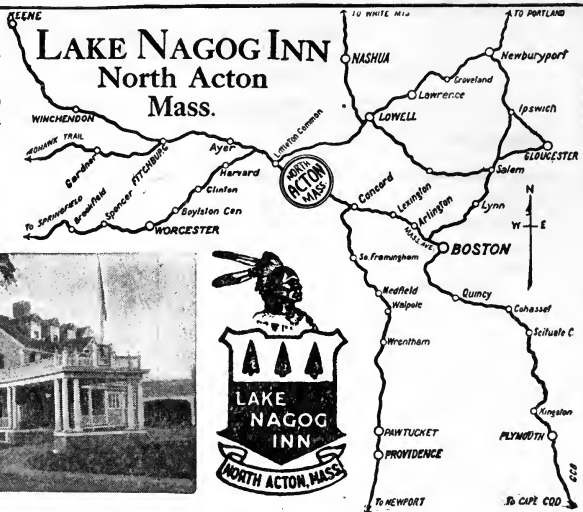 KEENE
TO WHITE MTS
TO PORTLAND
LAKE NAGOG INN
North Acton
Mass.
NASHUA
Newburyport
Groveland
Lawrence
Ipswich
WINCHENDON
LOWELL
MOHAWK TRAIL
Gardner
FITCHBURG
Ayer
Littleton Common
GLOUCESTER
Harvard
NORTH
ACTON
MASS
Salem
Clinton
Concord
Lexington
Arlington
Lynn
N
TO SPRINGFIELD
Brookfield
Spencer
Boylston Cen
WORCESTER
MASS AVE
W
E
BOSTON
S
So. Framingham
Medfield
Walpole
Quincy
Cohasset
Scituate C.
Wrentham
LAKE
NAGOG
INN
Kingston
PAWTUCKET
PLYMOUTH
PROVIDENCE
NORTH ACTON, MASS
GCB
To NEWPORT
To CAPE COD